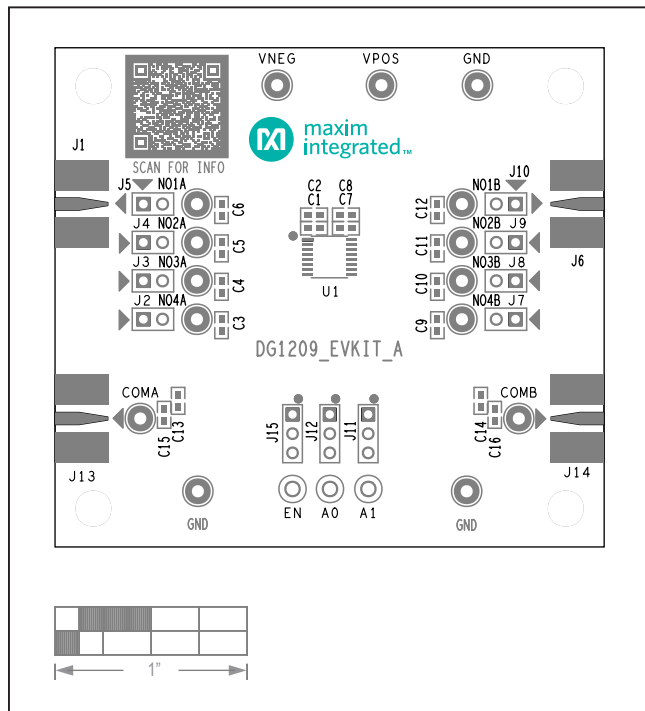 VNEG
VPOS
GND
maxim
integrated™
SCAN FOR INFO
J1
J5
NO1A
C6
J4
NO2A
C5
J3
NO3A
C4
J2
NO4A
C3
C2
C1
C8
C7
U1
J10
NO1B
C12
NO2B
J9
C11
NO3B
J8
C10
NO4B
J7
C9
J6
DG1209_EVKIT_A
COMA
C15
C13
J13
J15
J12
J11
COMB
C14
C16
J14
GND
EN
A0
A1
GND
1"